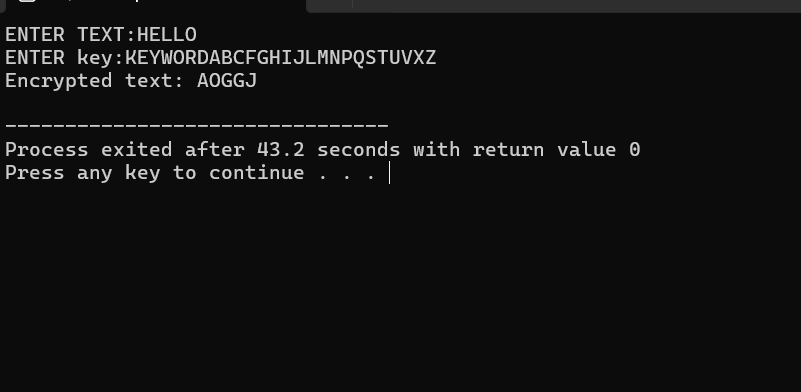 ENTER TEXT:HELLO
ENTER key:KEYWORDABCFGHIJLMNPQSTUVXZ
Encrypted text: AOGGJ
--------------------------------
Process exited after 43.2 seconds with return value 0
Press any key to continue . . .